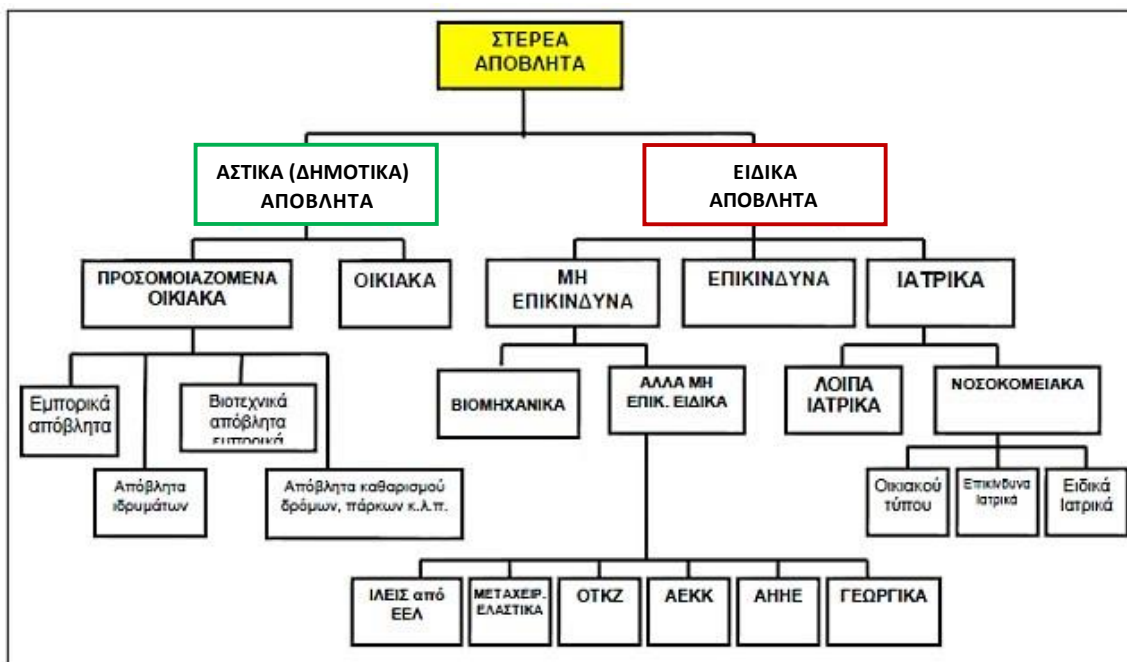 ΣΤΕΡΕΑ
ΑΠΟΒΛΗΤΑ
ΑΣΤΙΚΑ (ΔΗΜΟΤΙΚΑ)
ΑΠΟΒΛΗΤΑ
ΕΙΔΙΚΑ
ΑΠΟΒΛΗΤΑ
ΠΡΟΣΟΜΟΙΑΖΟΜΕΝΑ
ΟΙΚΙΑΚΑ
ΟΙΚΙΑΚΑ
ΜΗ
ΕΠΙΚΙΝΔΥΝΑ
ΕΠΙΚΙΝΔΥΝΑ
ΙΑΤΡΙΚΑ
Εμπορικά
απόβλητα
Βιοτεχνικά
απόβλητα
εμπορικά
Απόβλητα
ιδρυμάτων
Απόβλητα καθαρισμού
δρόμων, πάρκων κ.λ.π.
ΒΙΟΜΗΧΑΝΙΚΑ
ΑΛΛΑ ΜΗ
ΕΠΙΚ. ΕΙΔΙΚΑ
ΛΟΙΠΑ
ΙΑΤΡΙΚΑ
ΝΟΣΟΚΟΜΕΙΑΚΑ
Οικιακού
τύπου
Επικίνδυνα
Ιατρικά
Ειδικά
Ιατρικά
ΙΛΕΙΣ από
ΕΕΛ
ΜΕΤΑΧΕΙΡ.
ΕΛΑΣΤΙΚΑ
ΟΤΚΖ
ΑΕΚΚ
ΑΗΗΕ
ΓΕΩΡΓΙΚΑ